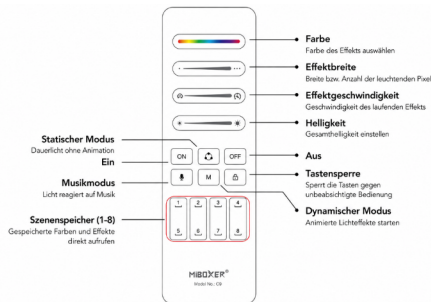 Farbe
Farbe des Effekts auswählen
Effektbreite
Breite bzw. Anzahl der leuchtenden Pixel
Effektgeschwindigkeit
Geschwindigkeit des laufenden Effekts
Helligkeit
Gesamthelligkeit einstellen
Statischer Modus
Dauerlicht ohne Animation
Ein
ON
OFF
Aus
Musikmodus
Licht reagiert auf Musik
M
Tastensperre
Sperrt die Tasten gegen
unbeabsichtigte Bedienung
Dynamischer Modus
Animierte Lichteffekte starten
Szenenspeicher (1-8)
Gespeicherte Farben und Effekte
direkt aufrufen
1 2 3 4
5 6 7 8
MIBOXER®
Model No.: C8